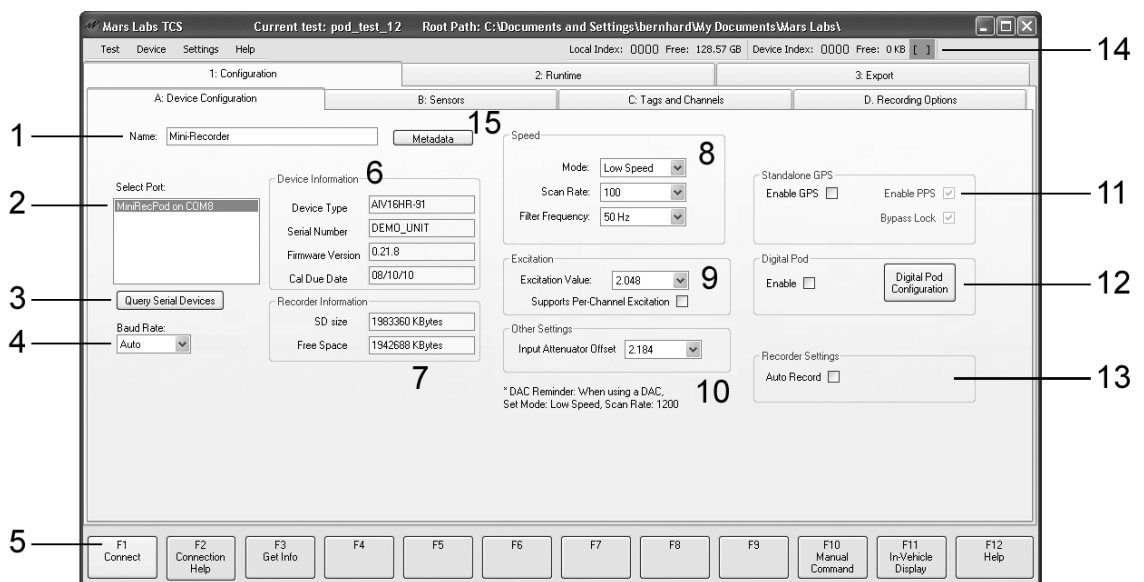 Mars Labs TCS Current test: pod_test_12 Root Path: C:\Documents and Settings\bernhard\My Documents\Mars Labs\
Test Device Settings Help Local Index: 0000 Free: 128.57 GB Device Index: 0000 Free: 0 KB [ ] 14
1: Configuration 2: Runtime 3: Export
A: Device Configuration B: Sensors C: Tags and Channels D. Recording Options
1 Name: Mini-Recorder Metadata 15
2 Select Port:
MiniRecPod on COM8
3 Query Serial Devices
4 Baud Rate:
Auto
Device Information 6
Device Type AIV16HR-91
Serial Number DEMO_UNIT
Firmware Version 0.21.8
Cal Due Date 08/10/10
Recorder Information
SD size 1983360 KBytes
Free Space 1942688 KBytes
7
Speed 8
Mode: Low Speed
Scan Rate: 100
Filter Frequency: 50 Hz
Excitation 9
Excitation Value: 2.048
Supports Per-Channel Excitation
Other Settings
Input Attenuator Offset 2.184
10
* DAC Reminder: When using a DAC,
Set Mode: Low Speed, Scan Rate: 1200
Standalone GPS
Enable GPS Enable PPS 11
Bypass Lock
Digital Pod
Enable Digital Pod
Configuration 12
Recorder Settings
Auto Record 13
5 F1
Connect
F2
Connection
Help
F3
Get Info
F4
F5
F6
F7
F8
F9
F10
Manual
Command
F11
In-Vehicle
Display
F12
Help